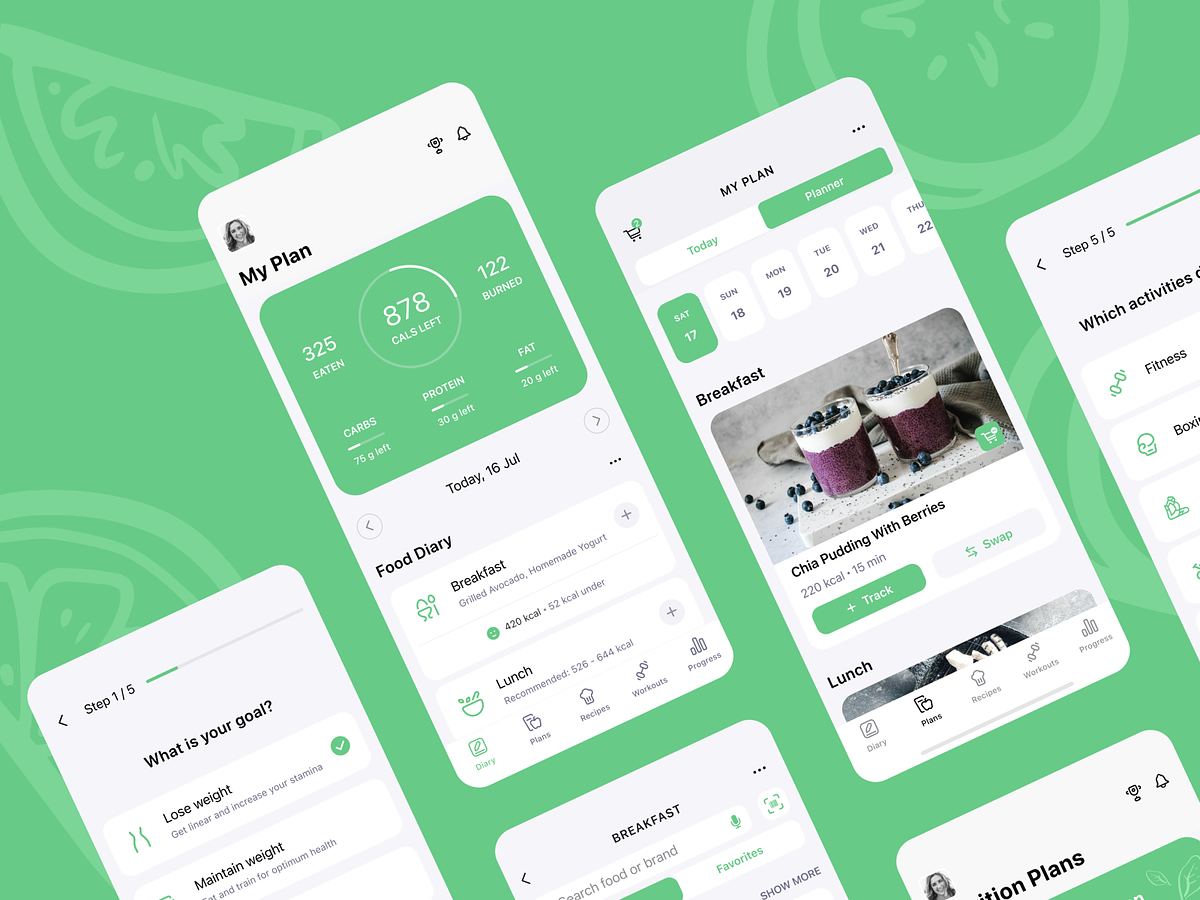 My Plan
325
EATEN
878
CALS LEFT
122
BURNED
CARBS
75 g left
PROTEIN
30 g left
FAT
20 g left
Today, 16 Jul
Food Diary
Breakfast
Grilled Avocado, Homemade Yogurt
420 kcal • 52 kcal under
Lunch
Recommended: 526 - 644 kcal
Diary
Plans
Recipes
Workouts
Progress
MY PLAN
2
Today
Planner
SAT
17
SUN
18
MON
19
TUE
20
WED
21
THU
22
Breakfast
Chia Pudding With Berries
220 kcal • 15 min
+ Track
Swap
Lunch
Diary
Plans
Recipes
Workouts
Progress
Step 5 / 5
Which activities
Fitness
Step 1 / 5
What is your goal?
Lose weight
Get linear and increase your stamina
Maintain weight
Eat and train for optimum health
BREAKFAST
Search food or brand
Favorites
SHOW MORE
Plans